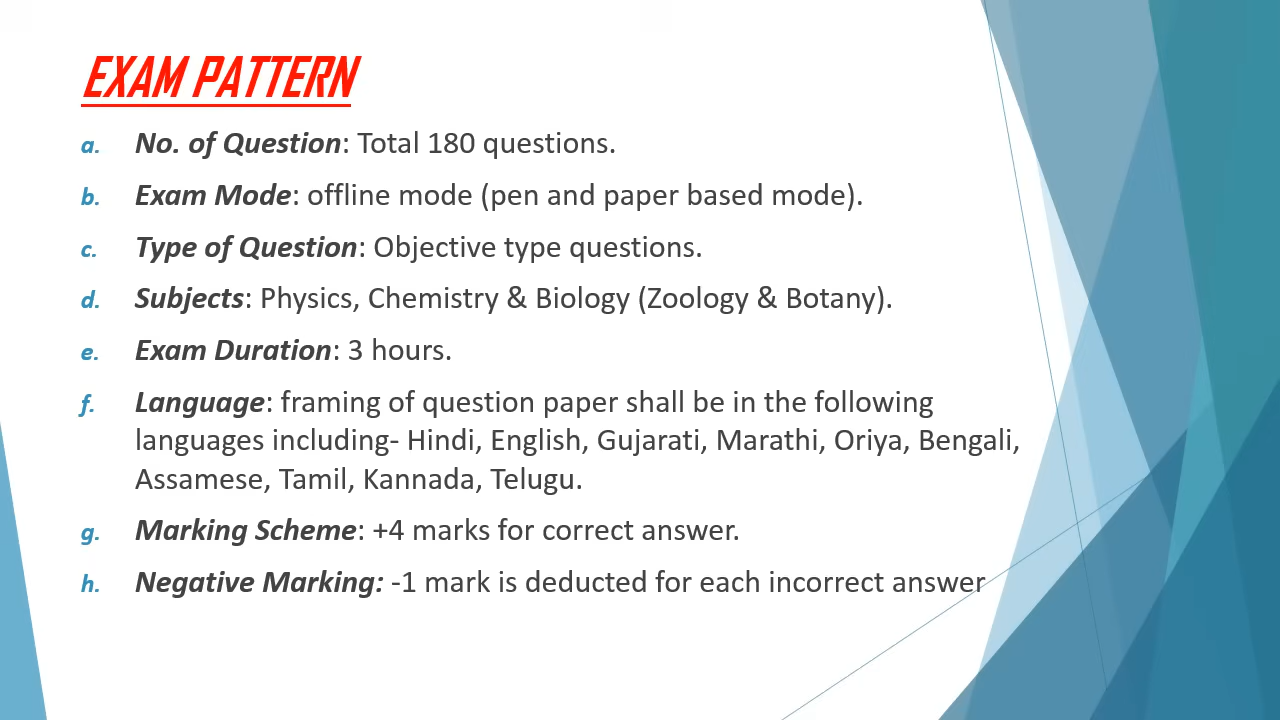 EXAM PATTERN
a. No. of Question: Total 180 questions.
b. Exam Mode: offline mode (pen and paper based mode).
c. Type of Question: Objective type questions.
d. Subjects: Physics, Chemistry & Biology (Zoology & Botany).
e. Exam Duration: 3 hours.
f. Language: framing of question paper shall be in the following
languages including- Hindi, English, Gujarati, Marathi, Oriya, Bengali,
Assamese, Tamil, Kannada, Telugu.
g. Marking Scheme: +4 marks for correct answer.
h. Negative Marking: -1 mark is deducted for each incorrect answer